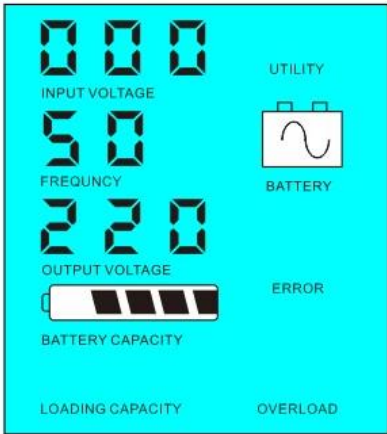 000
UTILITY
INPUT VOLTAGE
50
FREQUNCY
BATTERY
220
OUTPUT VOLTAGE
ERROR
BATTERY CAPACITY
LOADING CAPACITY
OVERLOAD